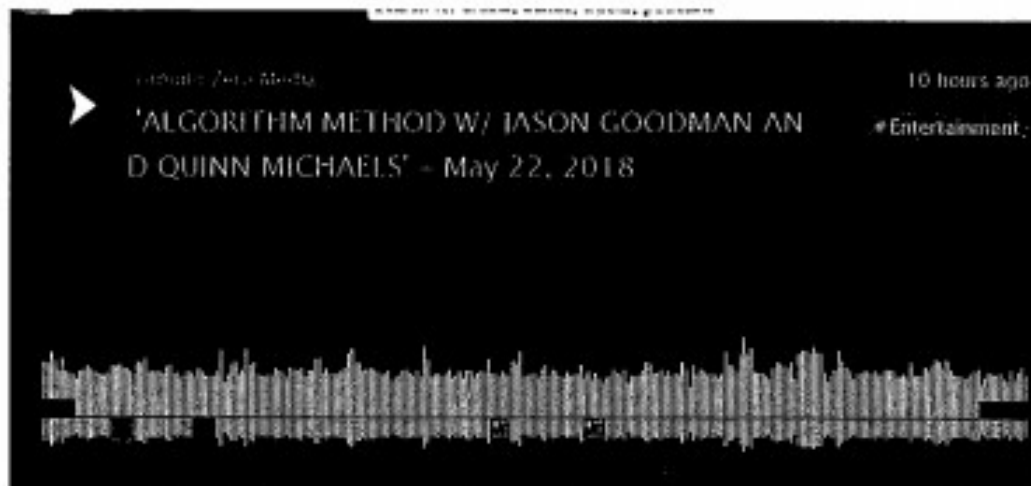 10 hours ago
'ALGORITHM METHOD W/ JASON GOODMAN AN
# Entertainment
D QUINN MICHAELS' - May 22, 2018